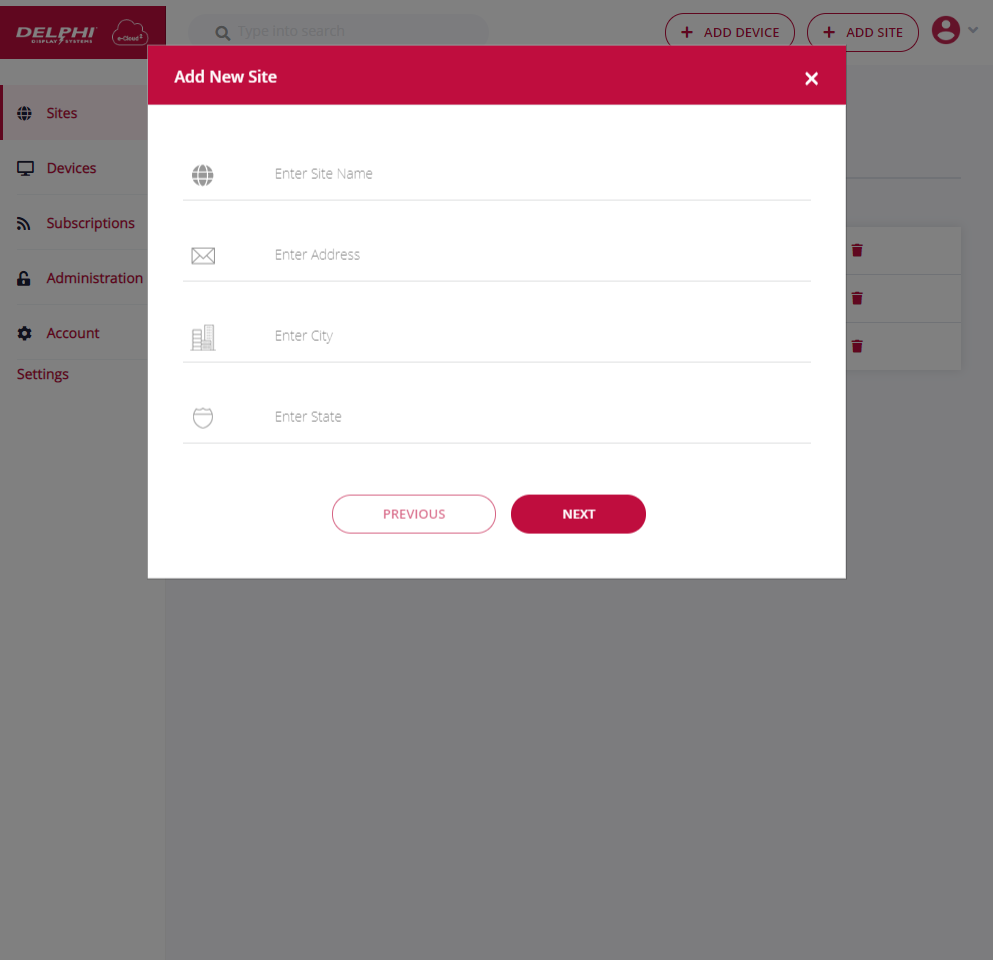 DELPHI
DISPLAY SYSTEMS
e-Cloud²
Type into search
ADD DEVICE
ADD SITE
Add New Site
Sites
Devices
Subscriptions
Administration
Account
Settings
Enter Site Name
Enter Address
Enter City
Enter State
PREVIOUS
NEXT